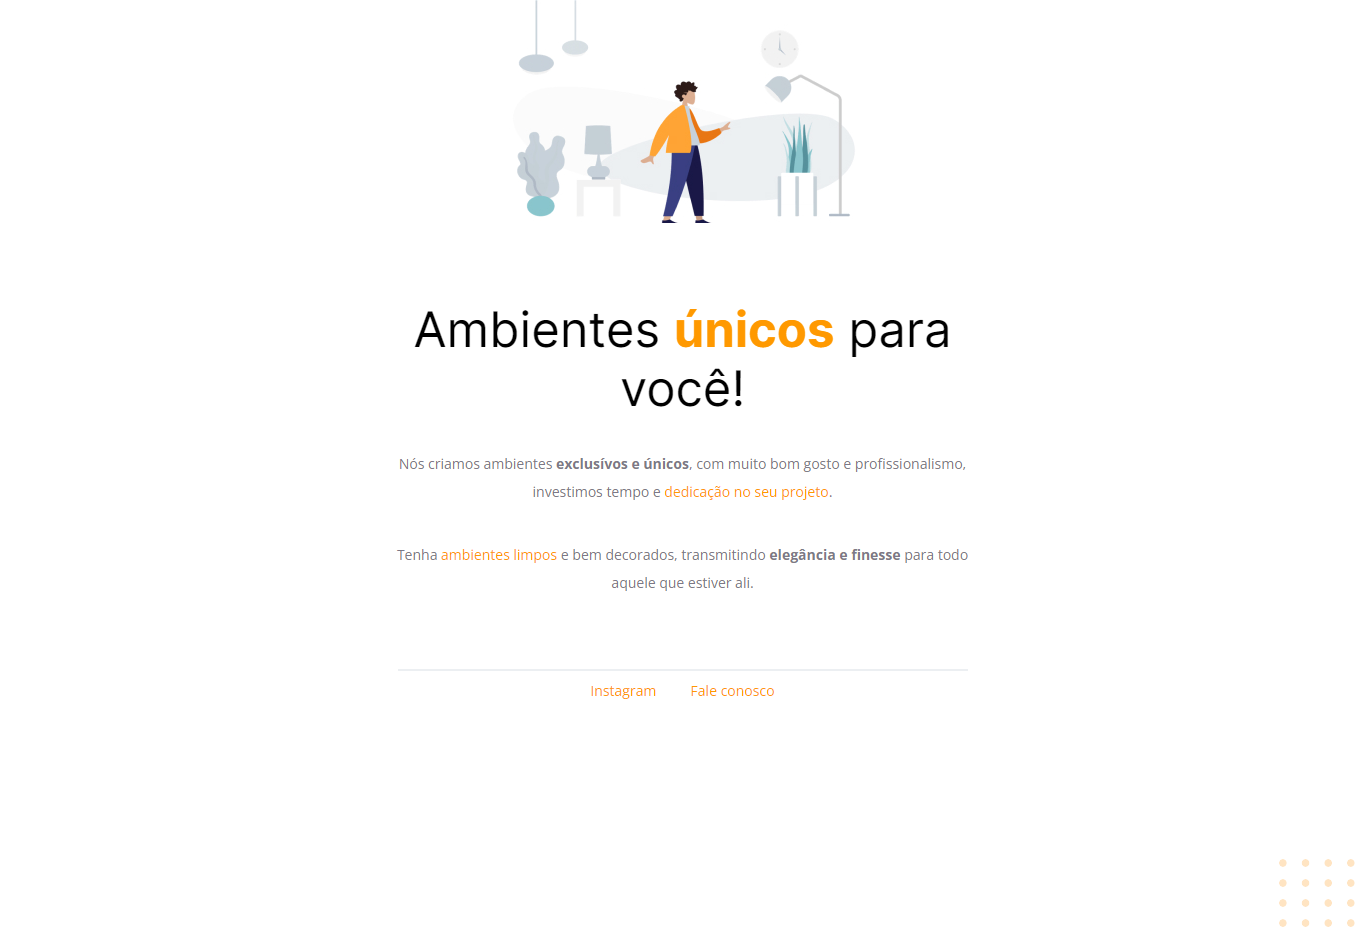 Ambientes únicos para
você!
Nós criamos ambientes exclusívos e únicos, com muito bom gosto e profissionalismo,
investimos tempo e dedicação no seu projeto.
Tenha ambientes limpos e bem decorados, transmitindo elegância e finesse para todo
aquele que estiver ali.
Instagram Fale conosco